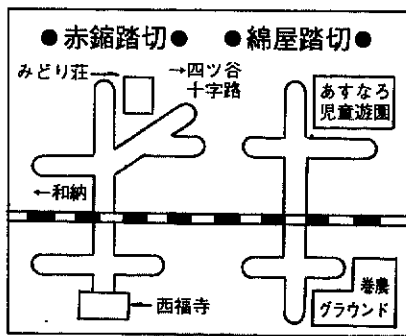 ●赤鏥踏切● ●綿屋踏切●
みどり荘
→四ツ谷
十字路
あすなろ
児童遊園
←和納
巻農
グラウンド
西福寺